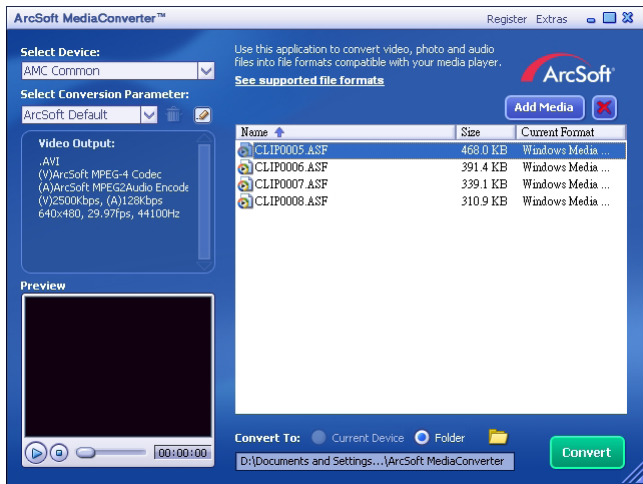 ArcSoft MediaConverter™
Register Extras
Select Device:
AMC Common
Select Conversion Parameter:
ArcSoft Default
Video Output:
.AVI
(V)ArcSoft MPEG-4 Codec
(A)ArcSoft MPEG2Audio Encode
(V)2500Kbps, (A)128Kbps
640x480, 29.97fps, 44100Hz
Preview
00:00:00
Use this application to convert video, photo and audio
files into file formats compatible with your media player.
See supported file formats
ArcSoft®
Add Media
Name Size Current Format
CLIP0005.ASF 468.0 KB Windows Media ...
CLIP0006.ASF 391.4 KB Windows Media ...
CLIP0007.ASF 339.1 KB Windows Media ...
CLIP0008.ASF 310.9 KB Windows Media ...
Convert To: Current Device Folder
D:\Documents and Settings...\ArcSoft MediaConverter
Convert